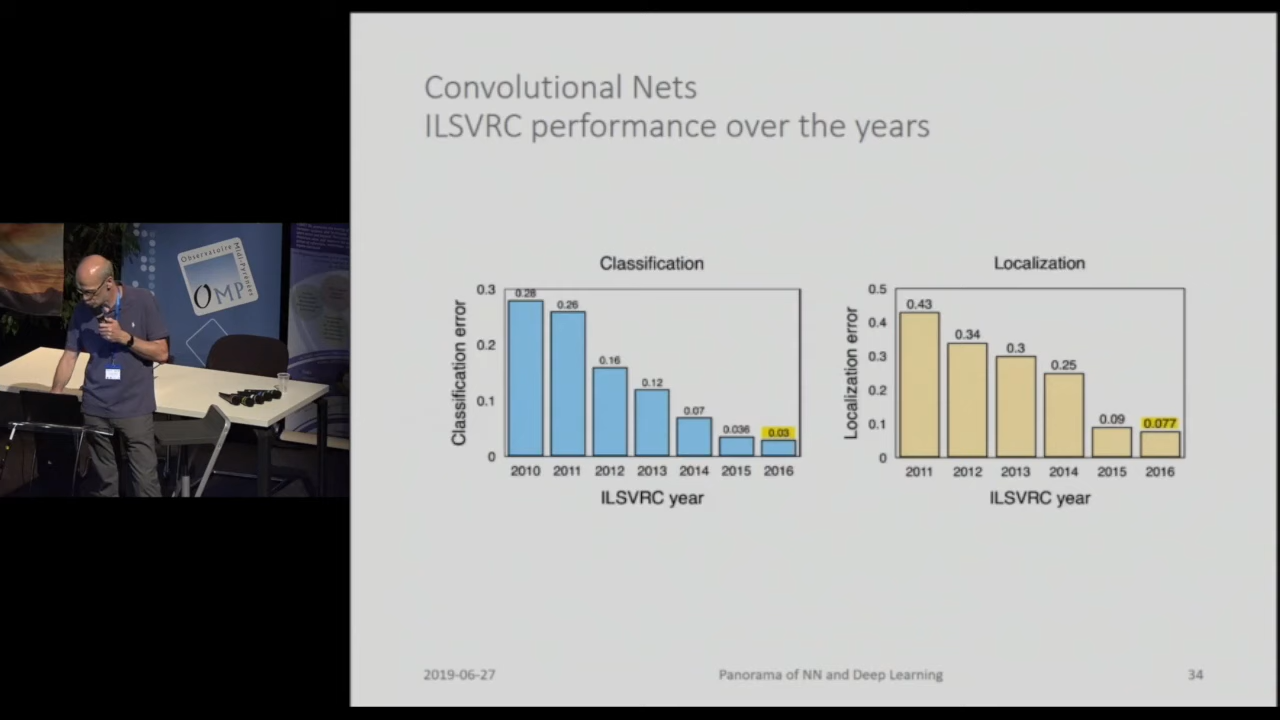 Convolutional Nets
ILSVRC performance over the years
Classification
Classification error
0.3
0.2
0.1
0
0.28
0.26
0.16
0.12
0.07
0.036
0.03
2010 2011 2012 2013 2014 2015 2016
ILSVRC year
Localization
Localization error
0.5
0.4
0.3
0.2
0.1
0
0.43
0.34
0.3
0.25
0.09
0.077
2011 2012 2013 2014 2015 2016
ILSVRC year
2019-06-27 Panorama of NN and Deep Learning 34
Observatoire
Midi-Pyrénées
OMP